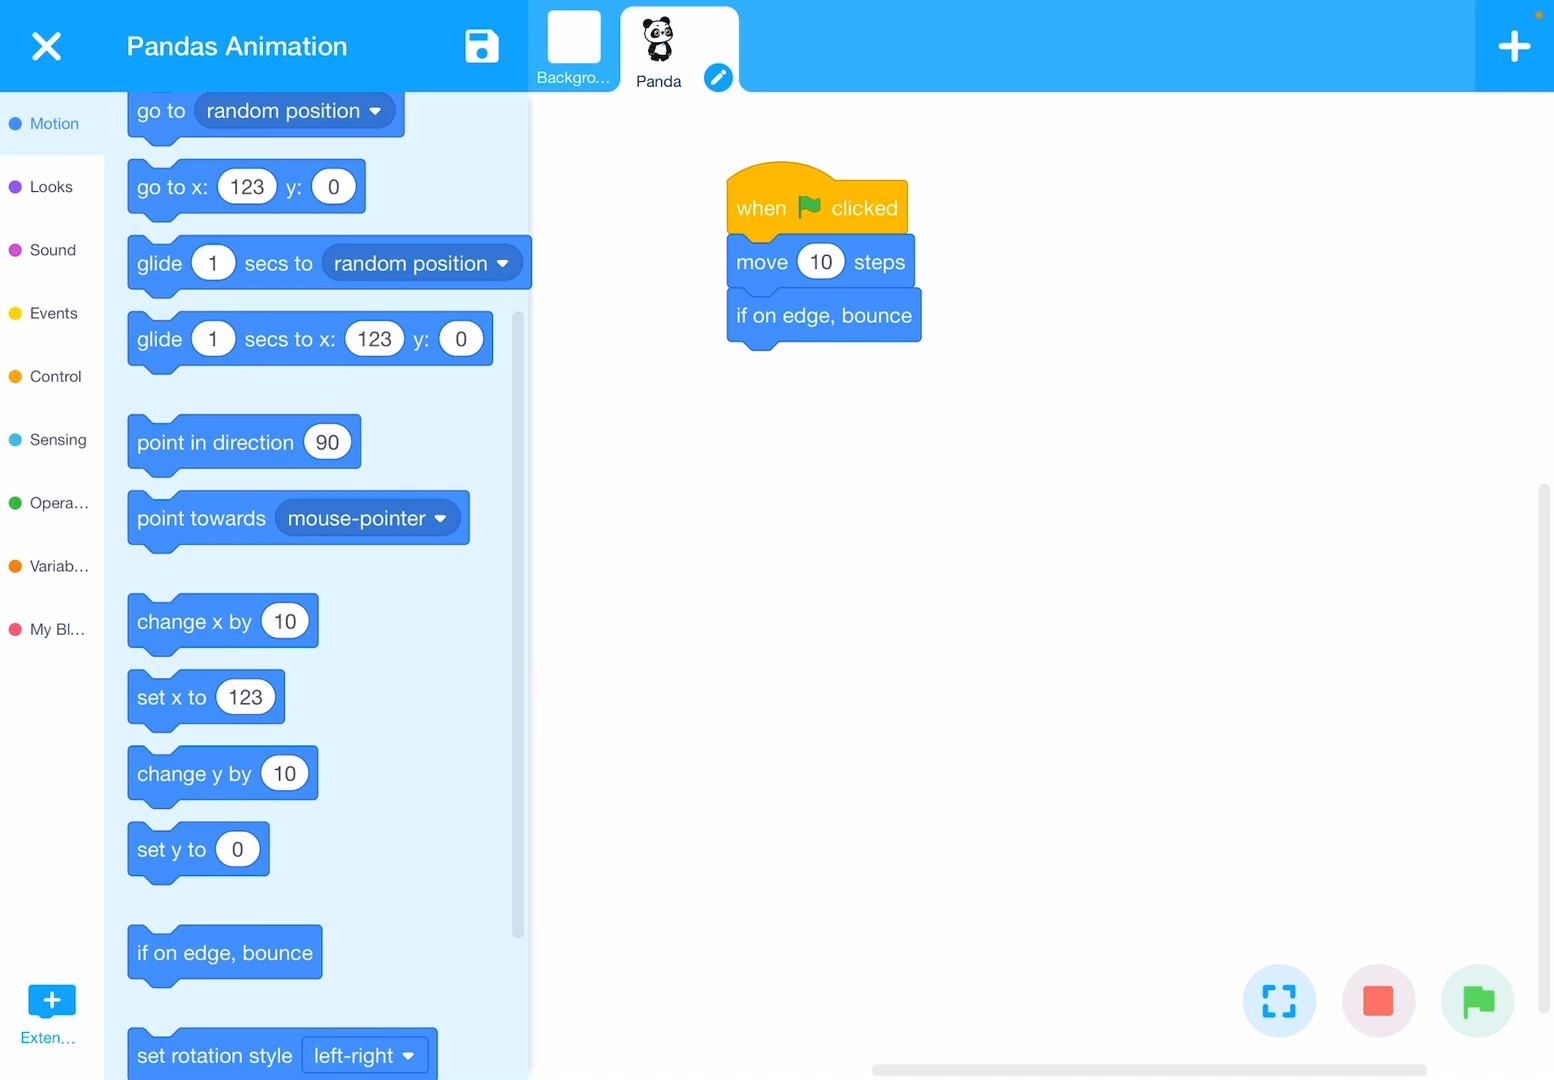 Pandas Animation
Backgro...
Panda
Motion
Looks
Sound
Events
Control
Sensing
Opera...
Variab...
My Bl...
Exten...
go to random position
go to x: 123 y: 0
glide 1 secs to random position
glide 1 secs to x: 123 y: 0
point in direction 90
point towards mouse-pointer
change x by 10
set x to 123
change y by 10
set y to 0
if on edge, bounce
set rotation style left-right
when clicked
move 10 steps
if on edge, bounce